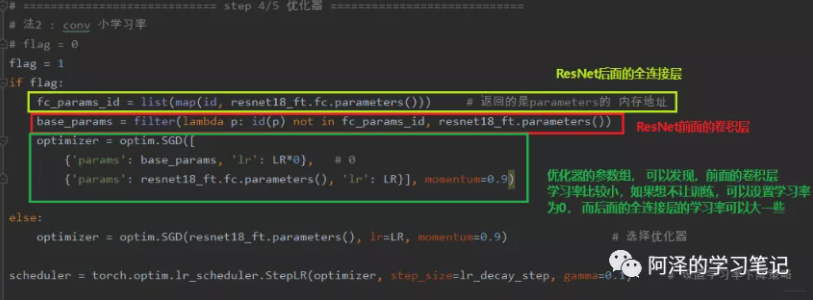 # ============================ step 4/5 优化器 ============================
# 法2 : conv 小学习率
# flag = 0
flag = 1
if flag:
ResNet后面的全连接层
fc_params_id = list(map(id, resnet18_ft.fc.parameters())) # 返回的是parameters的 内存地址
base_params = filter(lambda p: id(p) not in fc_params_id, resnet18_ft.parameters())
ResNet前面的卷积层
optimizer = optim.SGD([
{'params': base_params, 'lr': LR*0}, # 0
{'params': resnet18_ft.fc.parameters(), 'lr': LR}], momentum=0.9)
优化器的参数组， 可以发现，前面的卷积层
学习率比较小，如果想不让训练，可以设置学习率
为0， 而后面的全连接层的学习率可以大一些
else:
optimizer = optim.SGD(resnet18_ft.parameters(), lr=LR, momentum=0.9) # 选择优化器
scheduler = torch.optim.lr_scheduler.StepLR(optimizer, step_size=lr_decay_step, gamma=0.1) # 设置学习率下降策略
阿泽的学习笔记